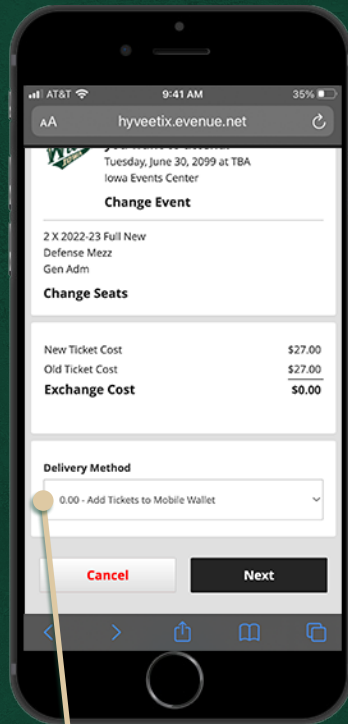 AT&T
9:41 AM
35%
AA
hyveetix.evenue.net
IOWA
Tuesday, June 30, 2099 at TBA
Iowa Events Center
Change Event
2 X 2022-23 Full New
Defense Mezz
Gen Adm
Change Seats
New Ticket Cost $27.00
Old Ticket Cost $27.00
Exchange Cost $0.00
Delivery Method
0.00 - Add Tickets to Mobile Wallet
Cancel
Next